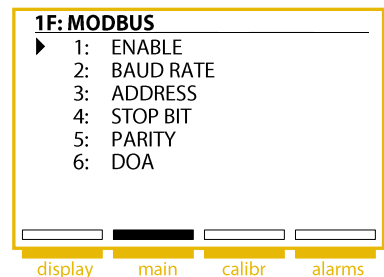 1F: MODBUS
1: ENABLE
2: BAUD RATE
3: ADDRESS
4: STOP BIT
5: PARITY
6: DOA
display main calibr alarms